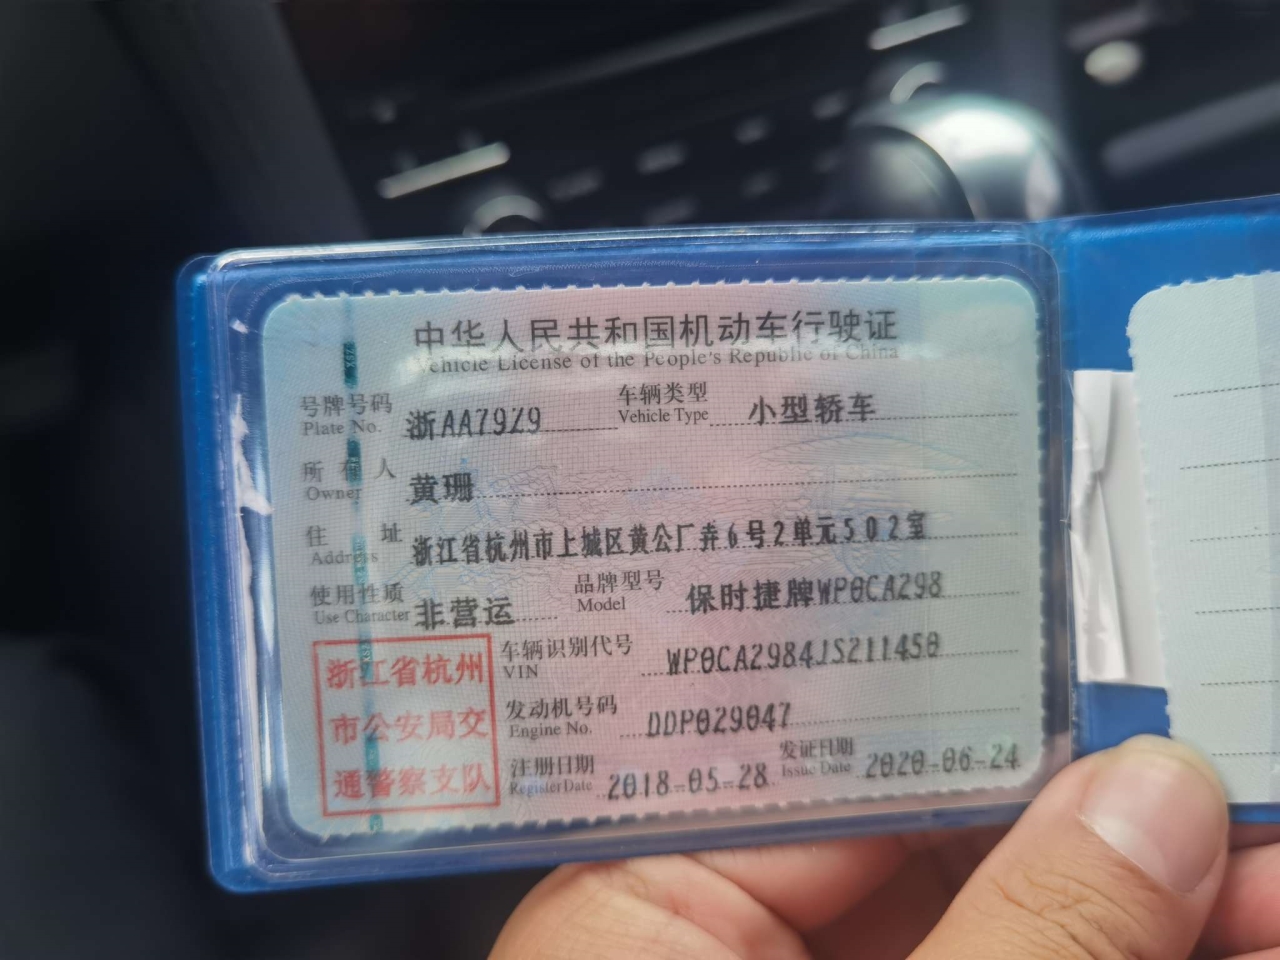 中华人民共和国机动车行驶证
Vehicle License of the People's Republic of China
号牌号码 Plate No. 浙AA79Z9 车辆类型 Vehicle Type 小型轿车
所有人 Owner 黄珊
住址 Address 浙江省杭州市上城区黄公厂弄6号2单元502室
使用性质 Use Character 非营运 品牌型号 Model 保时捷牌WP0CA298
车辆识别代号 VIN WP0CA2984JS211450
发动机号码 Engine No. DDP029047
注册日期 Register Date 2018-05-28 发证日期 Issue Date 2020-06-24
浙江省杭州
市公安局交
通警察支队